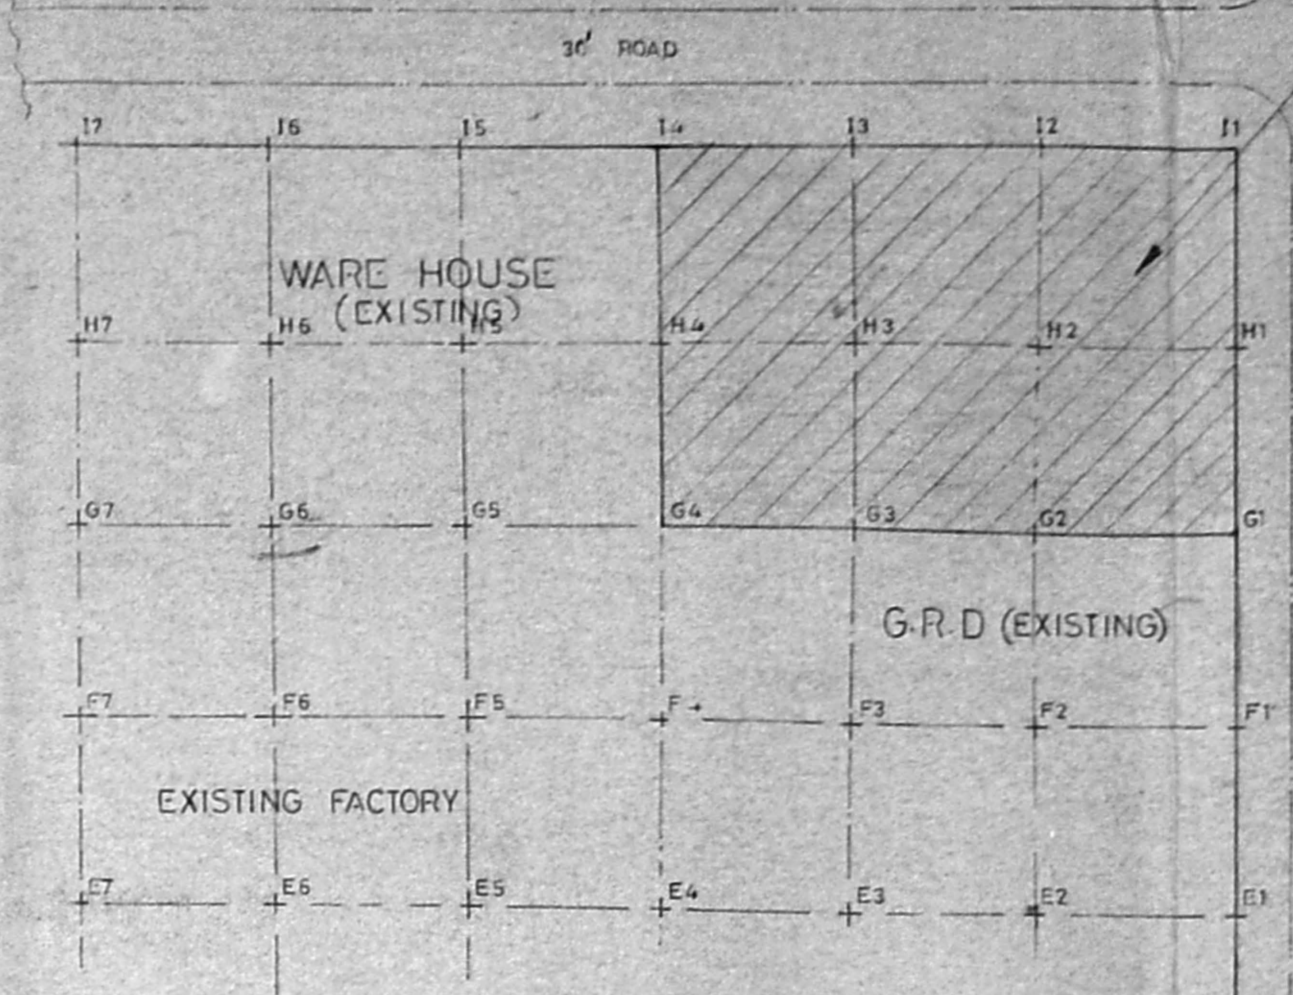 30' ROAD
I7 I6 I5 I4 I3 I2 I1
WARE HOUSE
(EXISTING)
H7 H6 H5 H4 H3 H2 H1
G7 G6 G5 G4 G3 G2 G1
G.R.D (EXISTING)
F7 F6 F5 F4 F3 F2 F1
EXISTING FACTORY
E7 E6 E5 E4 E3 E2 E1